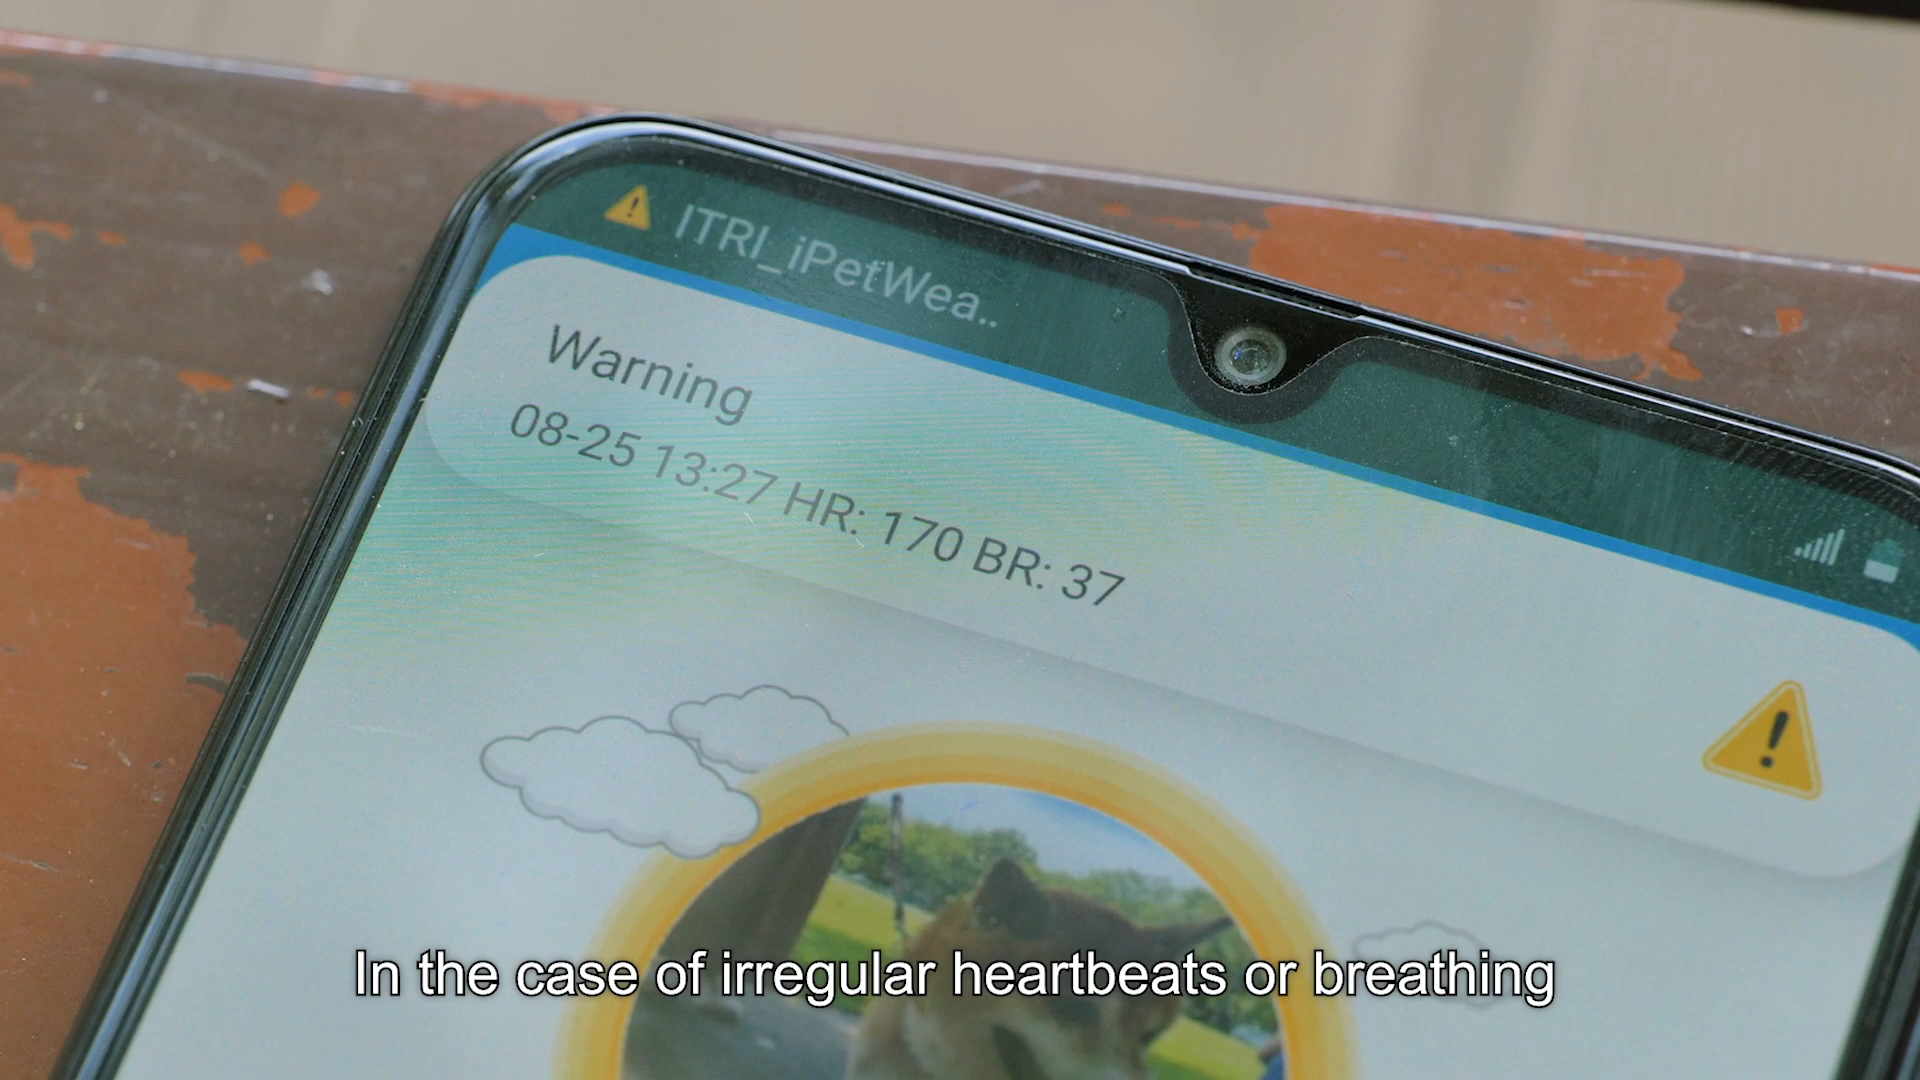 ITRI_iPetWea..
Warning
08-25 13:27 HR: 170 BR: 37
In the case of irregular heartbeats or breathing